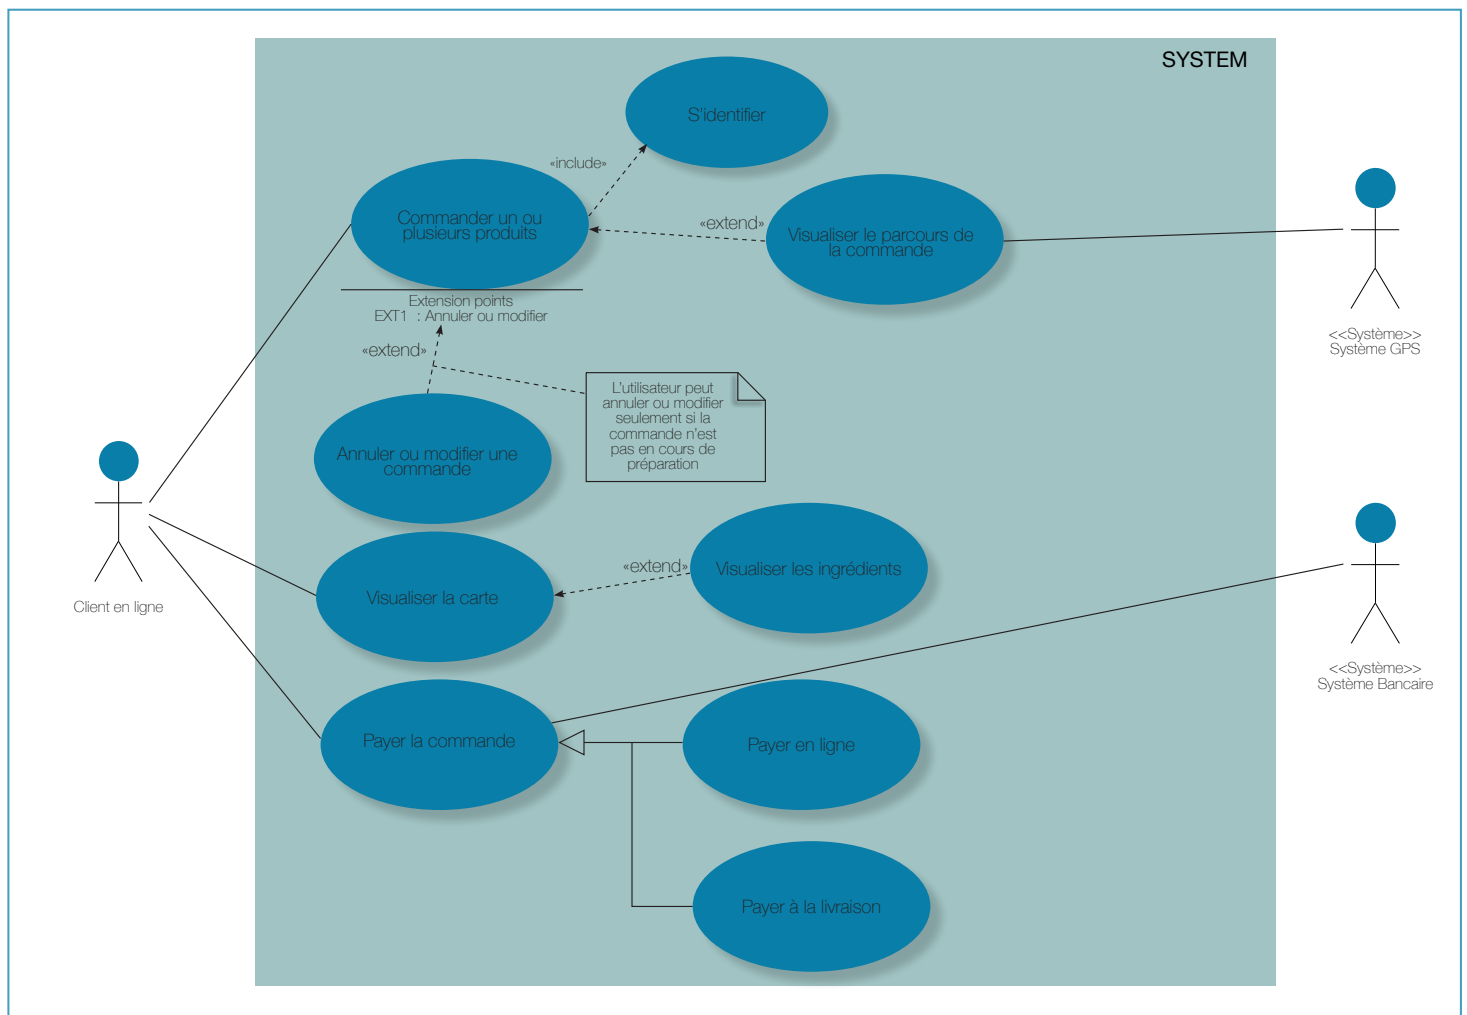 SYSTEM
S'identifier
«include»
Commander un ou
plusieurs produits
«extend»
Visualiser le parcours de
la commande
Extension points
EXT1  : Annuler ou modifier
<<Système>>
Système GPS
«extend»
L'utilisateur peut
annuler ou modifier
seulement si la
commande n'est
pas en cours de
préparation
Annuler ou modifier une
commande
Client en ligne
Visualiser la carte
«extend»
Visualiser les ingrédients
<<Système>>
Système Bancaire
Payer la commande
Payer en ligne
Payer à la livraison